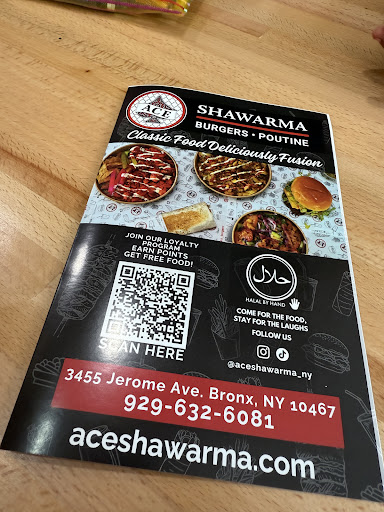 ACE
SHAWARMA
BURGERS • POUTINE
Classic Food Deliciously Fusion
JOIN OUR LOYALTY
PROGRAM
EARN POINTS
GET FREE FOOD!
SCAN HERE
حلال
HALAL BY HAND
COME FOR THE FOOD,
STAY FOR THE LAUGHS
FOLLOW US
@aceshawarma_ny
3455 Jerome Ave. Bronx, NY 10467
929-632-6081
aceshawarma.com